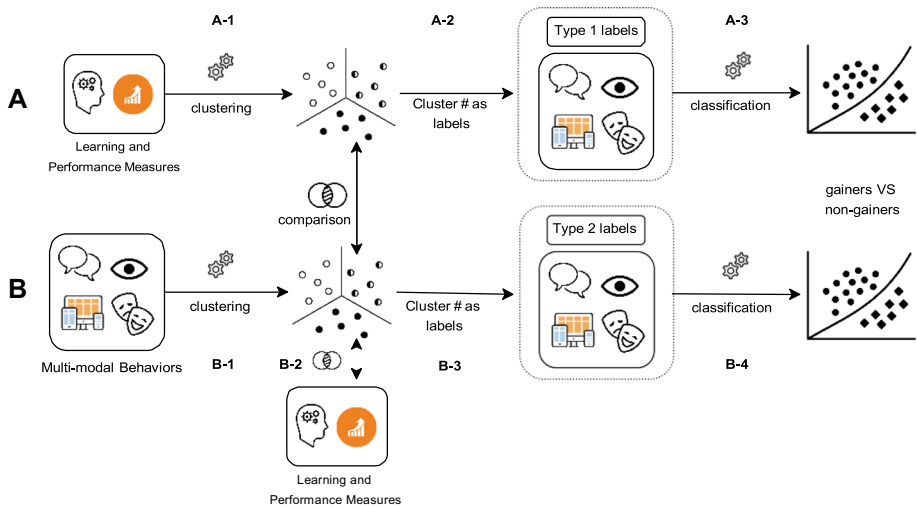 A-1
A-2
A-3
Type 1 labels
A
clustering
Cluster # as
labels
classification
Learning and
Performance Measures
comparison
gainers VS
non-gainers
Type 2 labels
B
clustering
Cluster # as
labels
classification
Multi-modal Behaviors
B-1
B-2
B-3
B-4
Learning and
Performance Measures